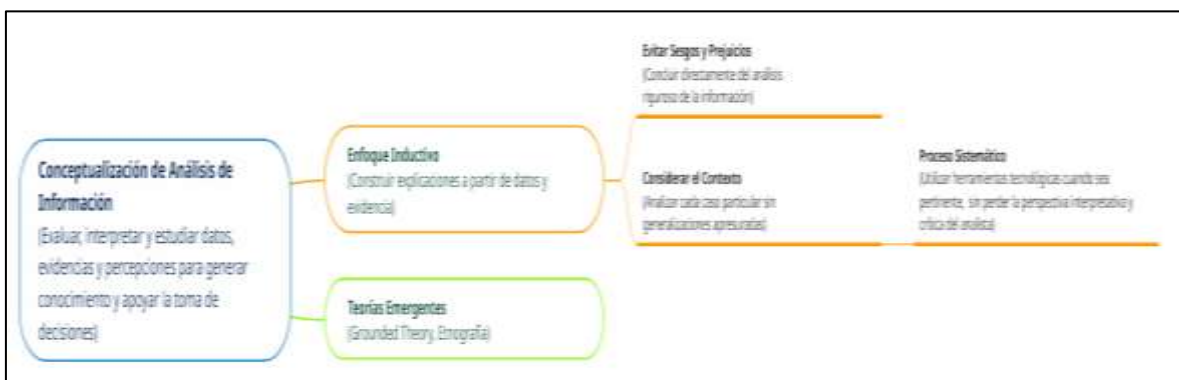 Conceptualización de Análisis de
Información
(Evaluar, interpretar y estudiar datos,
evidencias y percepciones para generar
conocimiento y apoyar la toma de
decisiones)
Enfoque Inductivo
(Construir explicaciones a partir de datos y
evidencia)
Teorías Emergentes
(Grounded Theory, Etnografía)
Evitar Sesgos y Prejuicios
(Concluir directamente del análisis
riguroso de la información)
Considerar el Contexto
(Analizar cada caso particular sin
generalizaciones apresuradas)
Proceso Sistemático
(Utilizar herramientas tecnológicas cuando sea
pertinente, sin perder la perspectiva interpretativa y
crítica del analista)